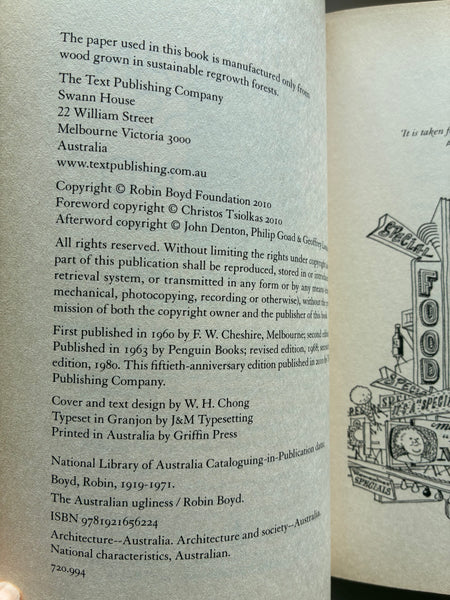 The paper used in this book is manufactured only from
wood grown in sustainable regrowth forests.
The Text Publishing Company
Swann House
22 William Street
Melbourne Victoria 3000
Australia
www.textpublishing.com.au
Copyright © Robin Boyd Foundation 2010
Foreword copyright © Christos Tsiolkas 2010
Afterword copyright © John Denton, Philip Goad & Geoffrey
All rights reserved. Without limiting the rights under copyright
part of this publication shall be reproduced, stored in or
retrieval system, or transmitted in any form or by any means
mechanical, photocopying, recording or otherwise), without the
mission of both the copyright owner and the publisher of this book
First published in 1960 by F. W. Cheshire, Melbourne; second
Published in 1963 by Penguin Books; revised edition, 1968;
edition, 1980. This fiftieth-anniversary edition published in 2010 by
Publishing Company.
Cover and text design by W. H. Chong
Typeset in Granjon by J&M Typesetting
Printed in Australia by Griffin Press
National Library of Australia Cataloguing-in-Publication data:
Boyd, Robin, 1919-1971.
The Australian ugliness / Robin Boyd.
ISBN 9781921656224
Architecture--Australia. Architecture and society--Australia.
National characteristics, Australian.
720.994
'It is taken
SPECIAL
FOOD
SPECIAL
IT'S A SPECIAL
SPECIALS